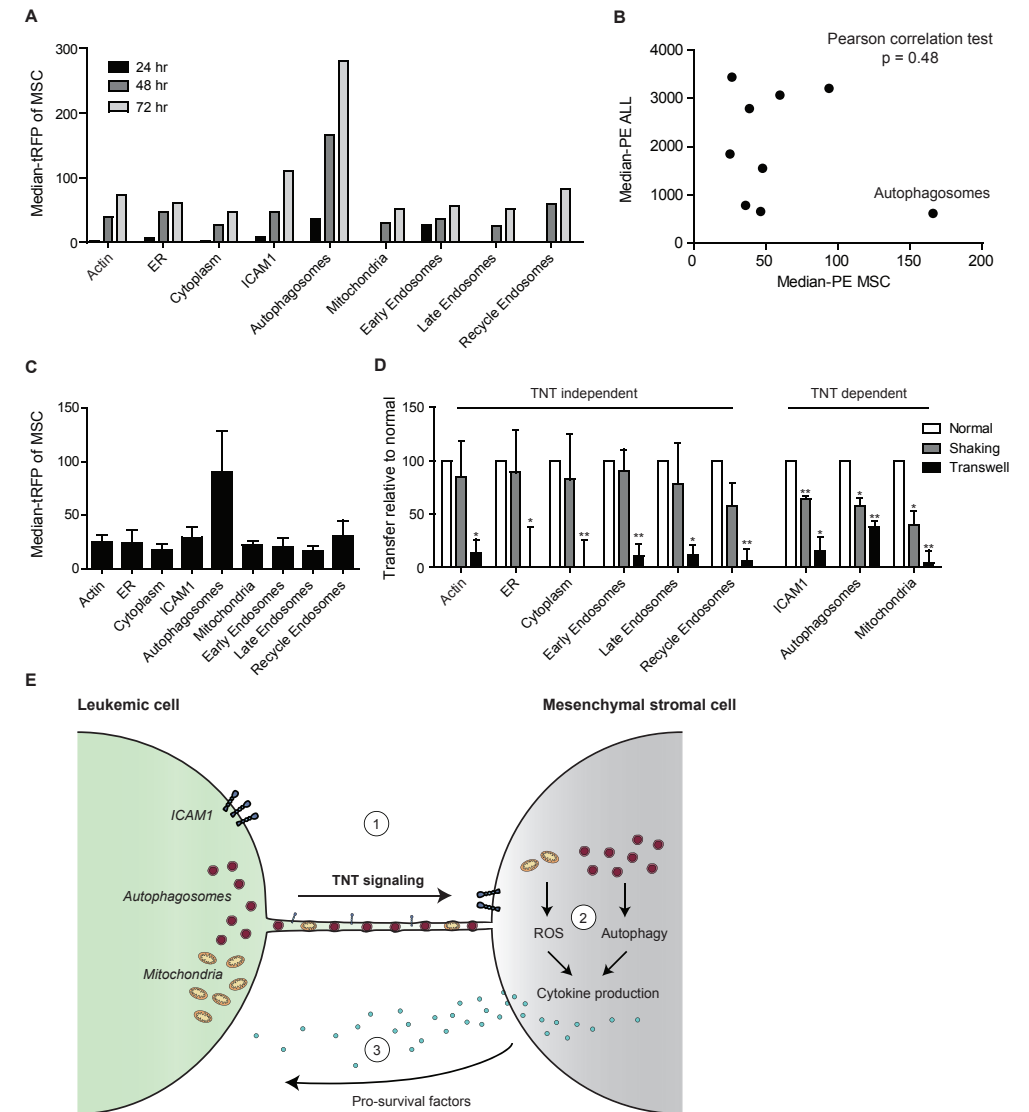 A
Median-tRFP of MSC
300
200
100
0
24 hr
48 hr
72 hr
Actin
ER
Cytoplasm
ICAM1
Autophagosomes
Mitochondria
Early Endosomes
Late Endosomes
Recycle Endosomes
B
Pearson correlation test
p = 0.48
Median-PE ALL
4000
3000
2000
1000
0
Autophagosomes
0 50 100 150 200
Median-PE MSC
C
Median-tRFP of MSC
150
100
50
0
Actin
ER
Cytoplasm
ICAM1
Autophagosomes
Mitochondria
Early Endosomes
Late Endosomes
Recycle Endosomes
D
Transfer relative to normal
150
100
50
0
TNT independent
TNT dependent
Normal
Shaking
Transwell
* * ** ** * ** ** * * ** * **
Actin
ER
Cytoplasm
Early Endosomes
Late Endosomes
Recycle Endosomes
ICAM1
Autophagosomes
Mitochondria
E
Leukemic cell
Mesenchymal stromal cell
ICAM1
1
Autophagosomes
TNT signaling
Mitochondria
2
ROS
Autophagy
Cytokine production
3
Pro-survival factors